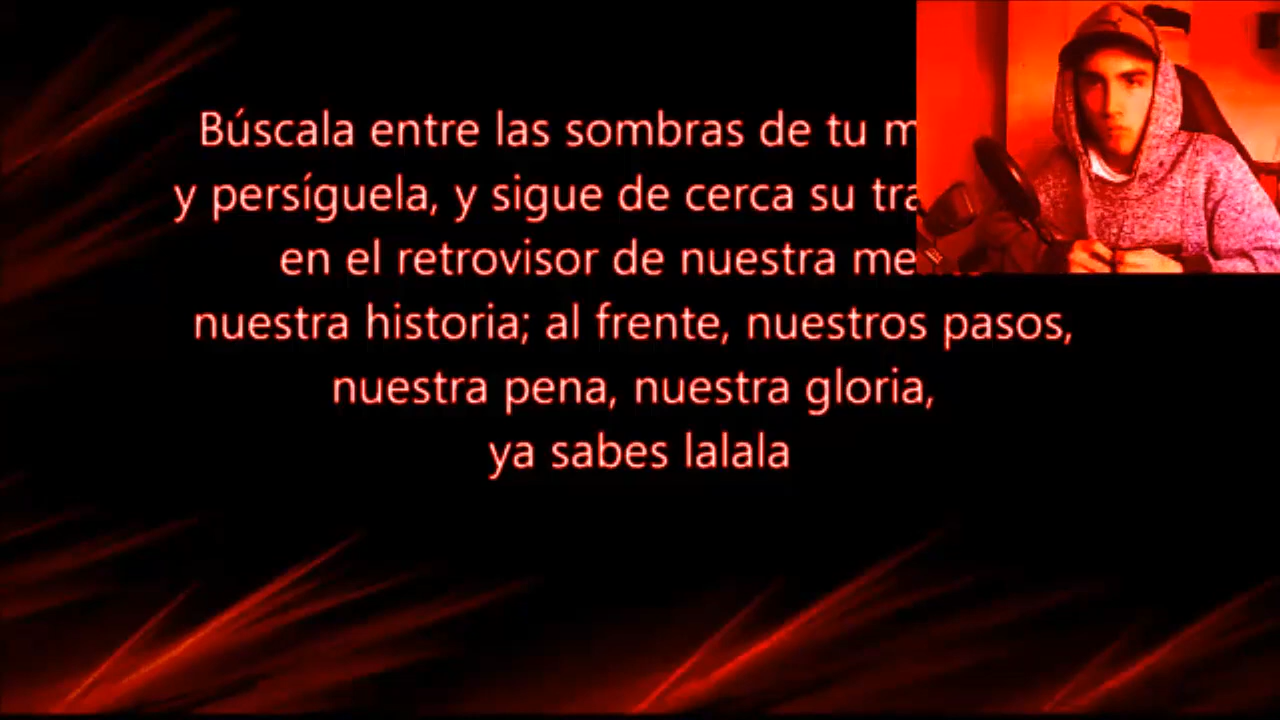 Búscala entre las sombras de tu
y persíguela, y sigue de cerca su
en el retrovisor de nuestra
nuestra historia; al frente, nuestros pasos,
nuestra pena, nuestra gloria,
ya sabes lalala